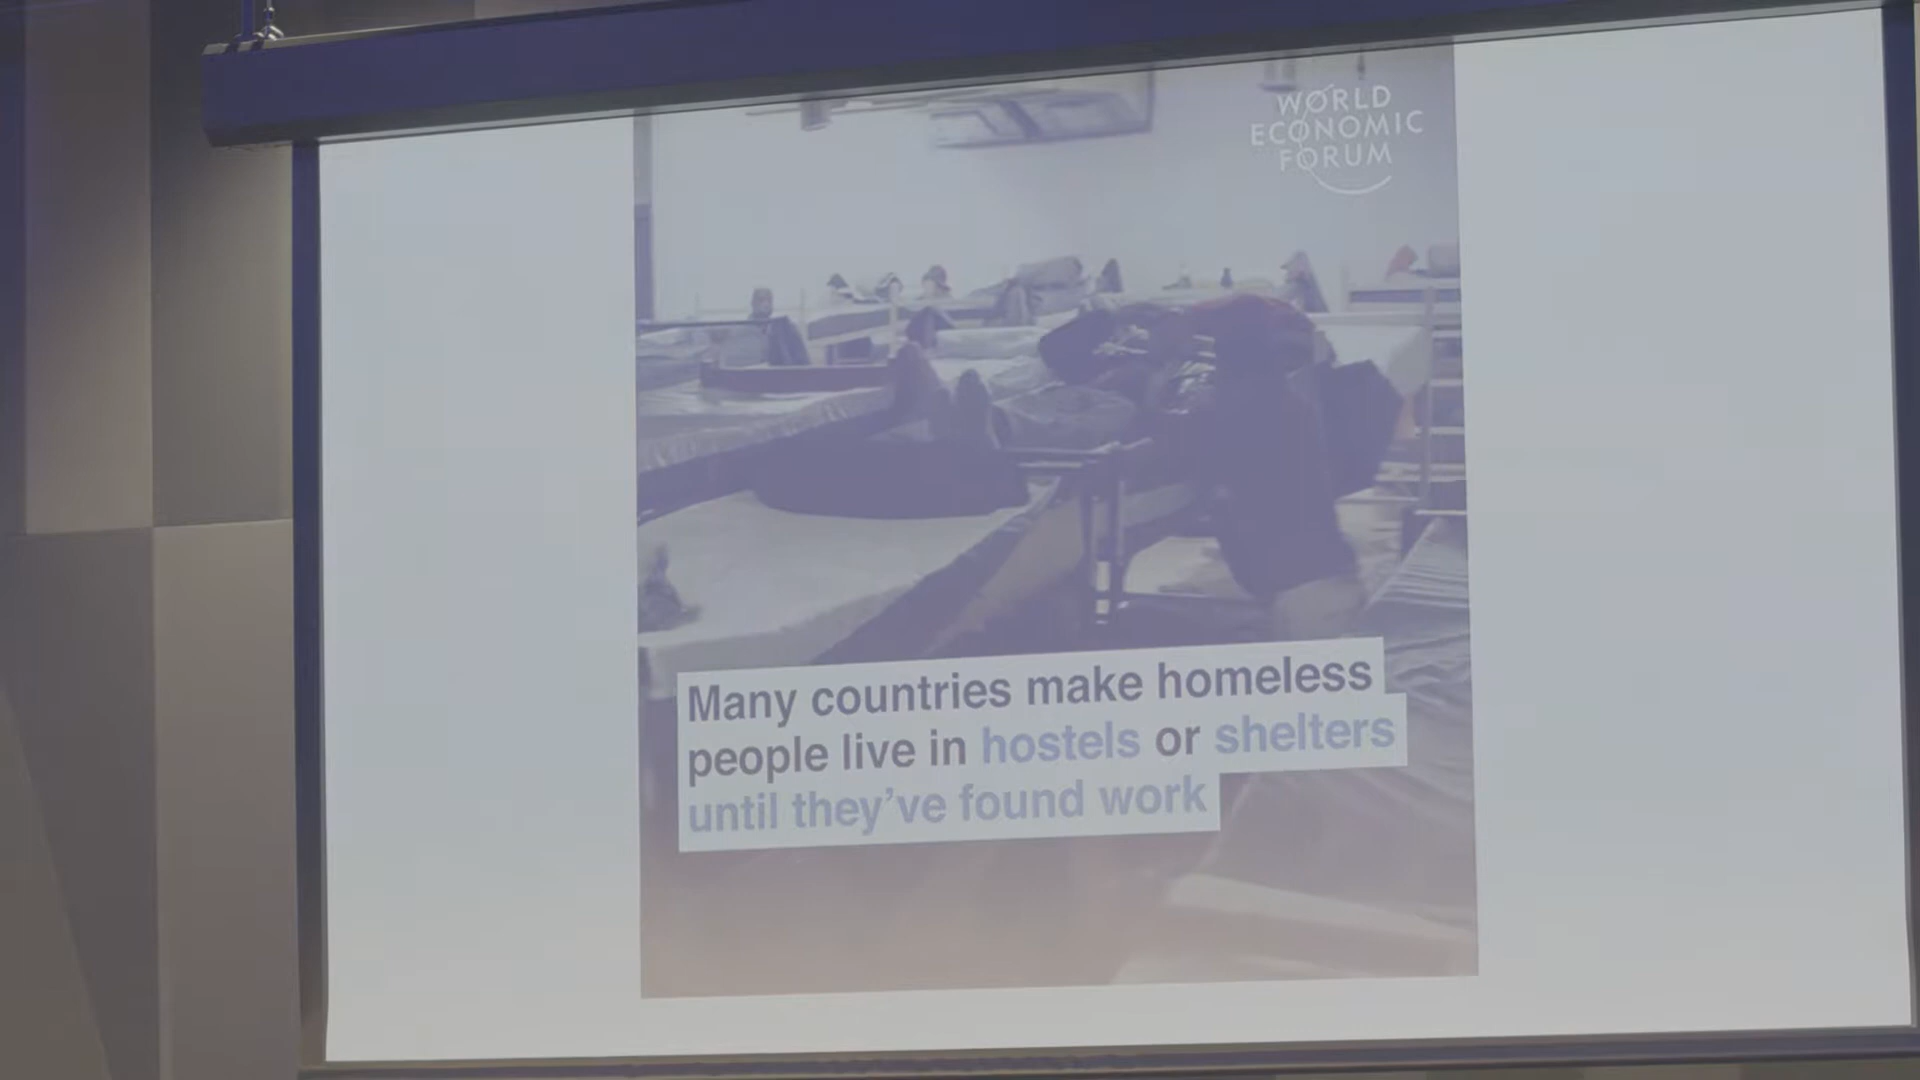 WORLD
ECONOMIC
FORUM
Many countries make homeless
people live in hostels or shelters
until they've found work